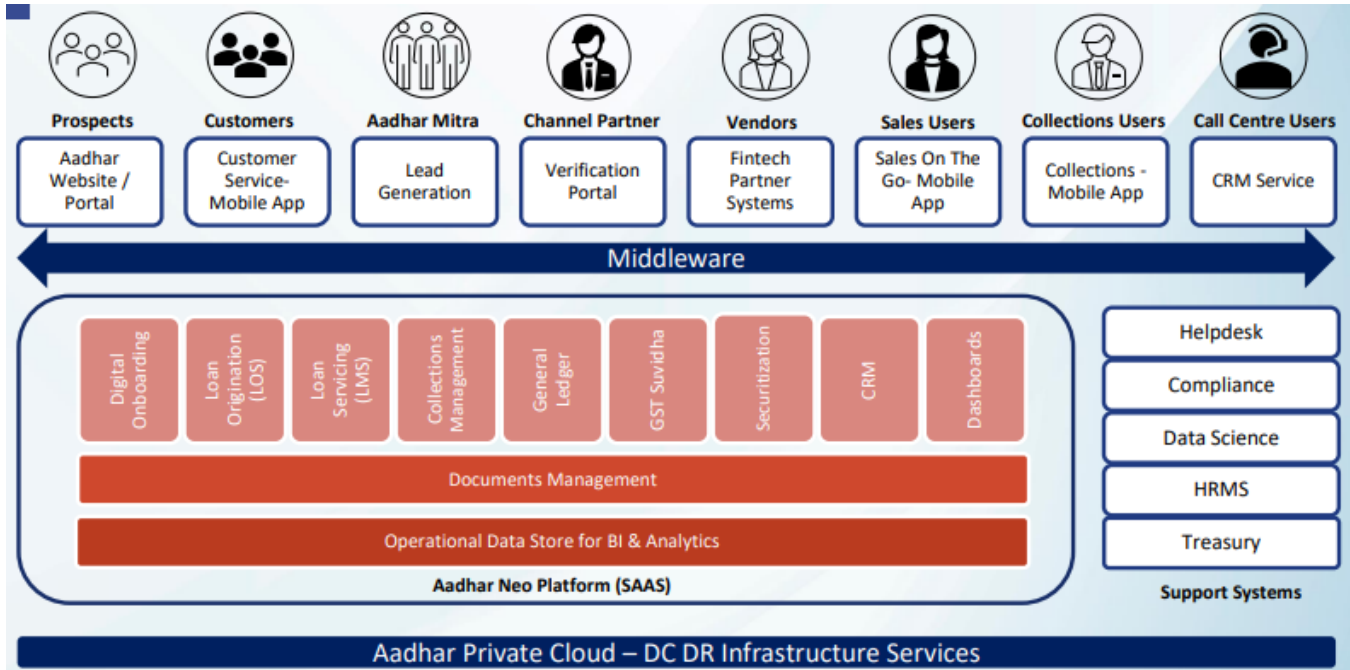 Prospects
Customers
Aadhar Mitra
Channel Partner
Vendors
Sales Users
Collections Users
Call Centre Users
Aadhar
Website /
Portal
Customer
Service-
Mobile App
Lead
Generation
Verification
Portal
Fintech
Partner
Systems
Sales On The
Go- Mobile
App
Collections -
Mobile App
CRM Service
Middleware
Digital
Onboarding
Loan
Origination
(LOS)
Loan
Servicing
(LMS)
Collections
Management
General
Ledger
GST Suvidha
Securitization
CRM
Dashboards
Documents Management
Operational Data Store for BI & Analytics
Aadhar Neo Platform (SAAS)
Helpdesk
Compliance
Data Science
HRMS
Treasury
Support Systems
Aadhar Private Cloud – DC DR Infrastructure Services